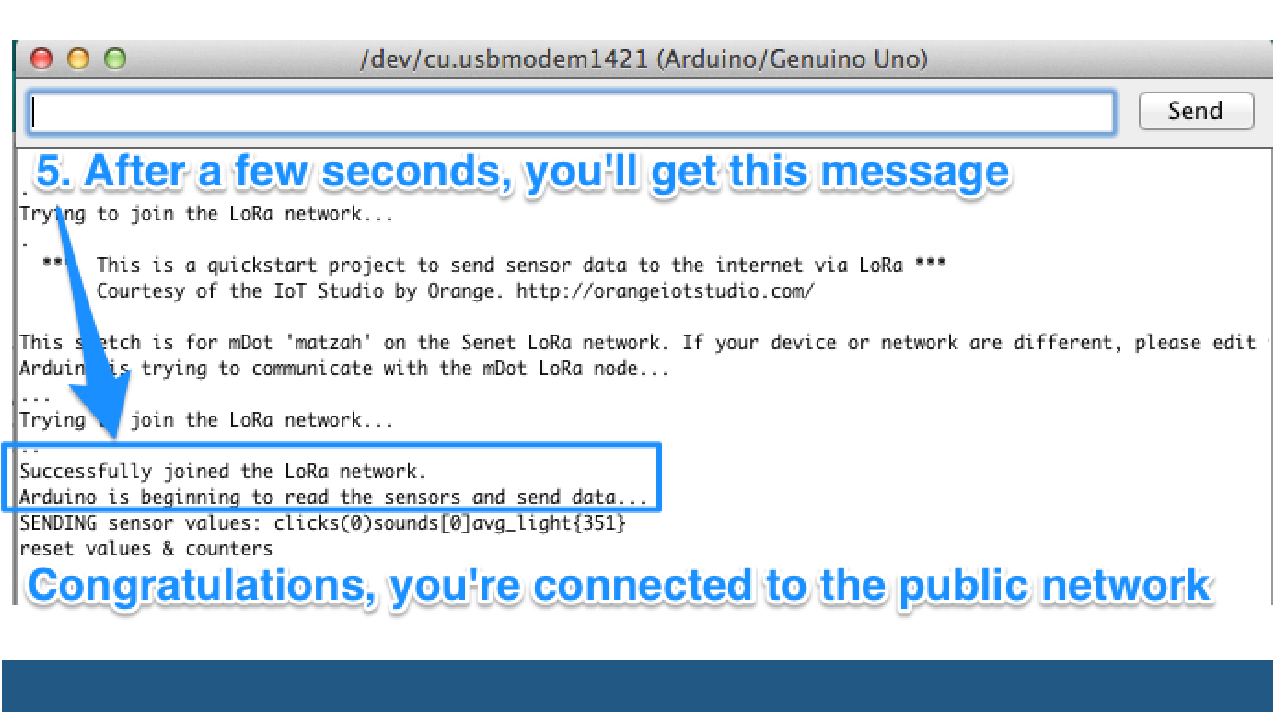 /dev/cu.usbmodem1421 (Arduino/Genuino Uno)
Send
5. After a few seconds, you'll get this message
.
Trying to join the LoRa network...
.
*** This is a quickstart project to send sensor data to the internet via LoRa ***
Courtesy of the IoT Studio by Orange. http://orangeiotstudio.com/
This sketch is for mDot 'matzah' on the Senet LoRa network. If your device or network are different, please edit
Arduino is trying to communicate with the mDot LoRa node...
...
Trying to join the LoRa network...
..
Successfully joined the LoRa network.
Arduino is beginning to read the sensors and send data...
SENDING sensor values: clicks(0)sounds[0]avg_light{351}
reset values & counters
Congratulations, you're connected to the public network